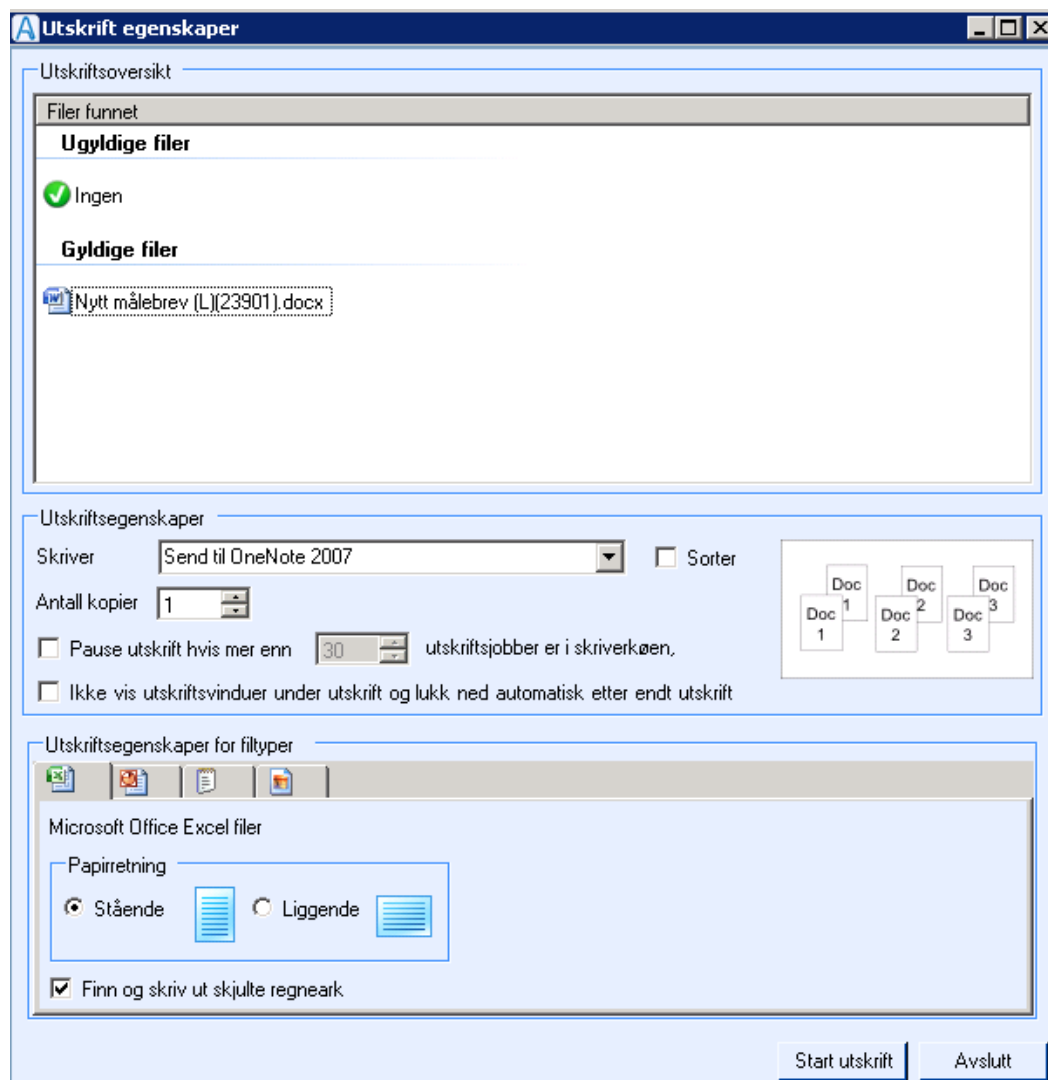 Utskrift egenskaper
Utskriftsoversikt
Filer funnet
Ugyldige filer
Ingen
Gyldige filer
Nytt målebrev (L)(23901).docx
Utskriftsegenskaper
Skriver Send til OneNote 2007 Sorter
Antall kopier 1
Pause utskrift hvis mer enn 30 utskriftsjobber er i skriverkøen,
Ikke vis utskriftsvinduer under utskrift og lukk ned automatisk etter endt utskrift
Doc 1 Doc 2 Doc 3
Doc 1 Doc 2 Doc 3
Utskriftsegenskaper for filtyper
Microsoft Office Excel filer
Papirretning
Stående Liggende
Finn og skriv ut skjulte regneark
Start utskrift Avslutt